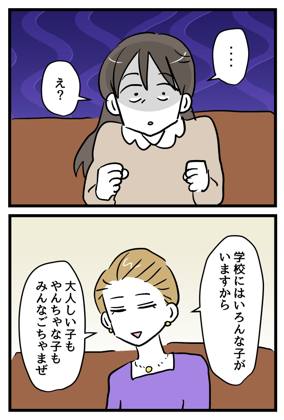 ・・・・
え？
学校にはいろんな子が
いますから
大人しい子も
やんちゃな子も
みんなごちゃまぜ